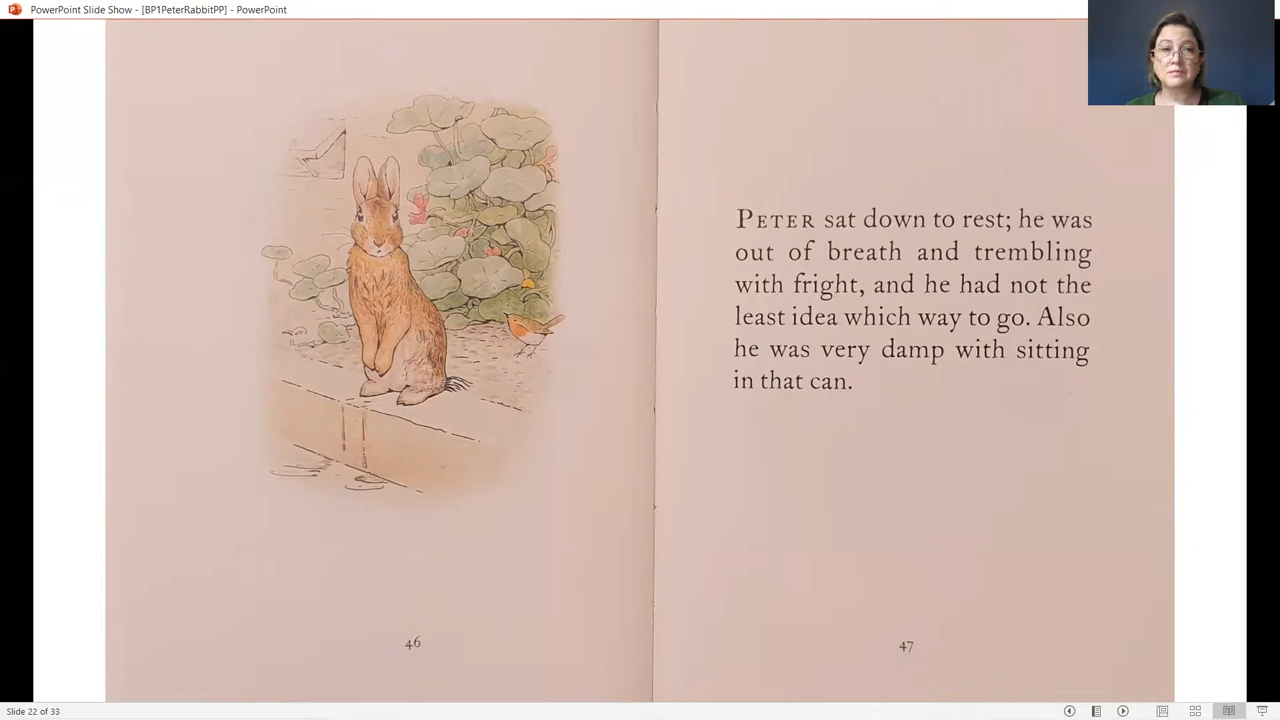 PowerPoint Slide Show - [BP1PeterRabbitPP] - PowerPoint
PETER sat down to rest; he was
out of breath and trembling
with fright, and he had not the
least idea which way to go. Also
he was very damp with sitting
in that can.
46
47
Slide 22 of 33